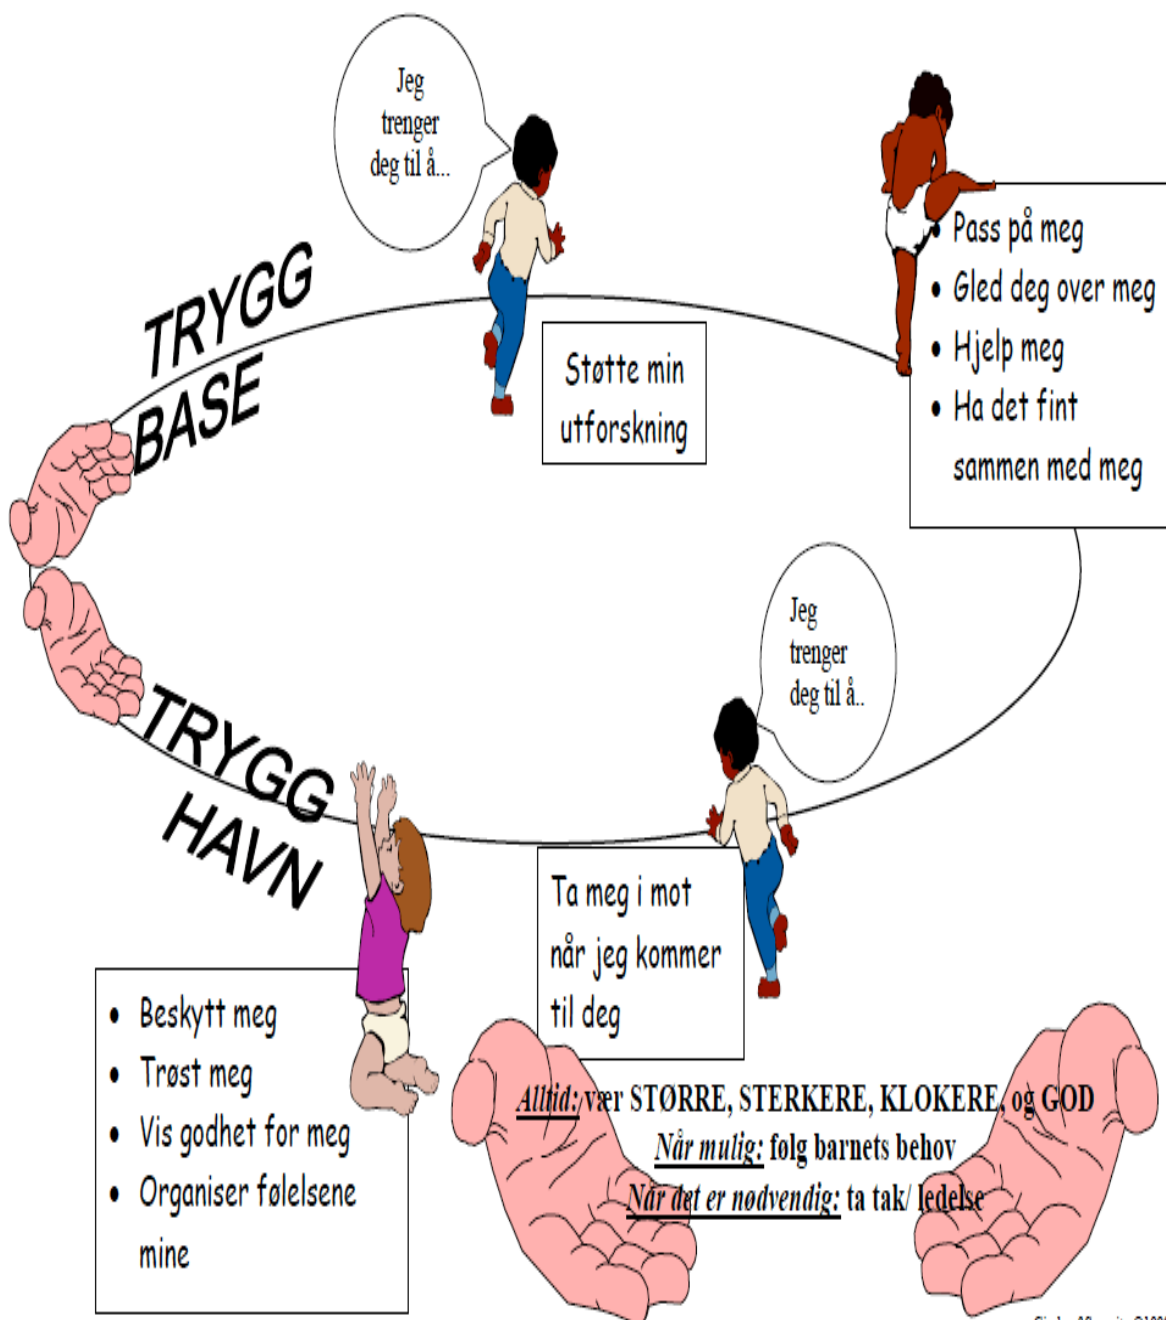 Jeg
trenger
deg til å...
TRYGG
BASE
Støtte min
utforskning
• Pass på meg
• Gled deg over meg
• Hjelp meg
• Ha det fint
sammen med meg
Jeg
trenger
deg til å..
TRYGG
HAVN
Ta meg i mot
når jeg kommer
til deg
• Beskytt meg
• Trøst meg
• Vis godhet for meg
• Organiser følelsene
mine
Alltid: vær STØRRE, STERKERE, KLOKERE, og GOD
Når mulig: følg barnets behov
Når det er nødvendig: ta tak/ ledelse